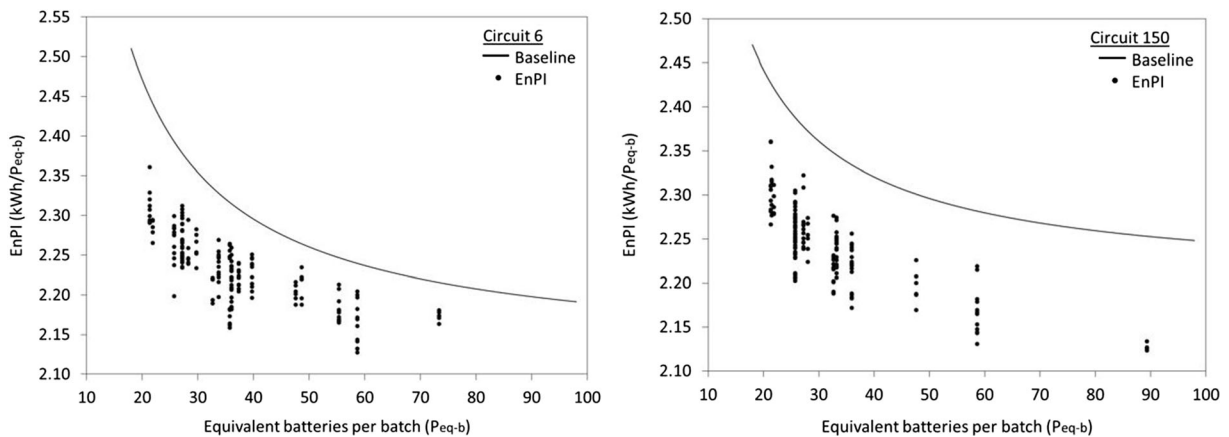 2.55
2.50
2.45
2.40
2.35
2.30
2.25
2.20
2.15
2.10
EnPI (kWh/Peq-b)
10 20 30 40 50 60 70 80 90 100
Equivalent batteries per batch (Peq-b)
Circuit 6
Baseline
EnPI
2.50
2.45
2.40
2.35
2.30
2.25
2.20
2.15
2.10
EnPI (kWh/Peq-b)
10 20 30 40 50 60 70 80 90 100
Equivalent batteries per batch (Peq-b)
Circuit 150
Baseline
EnPI